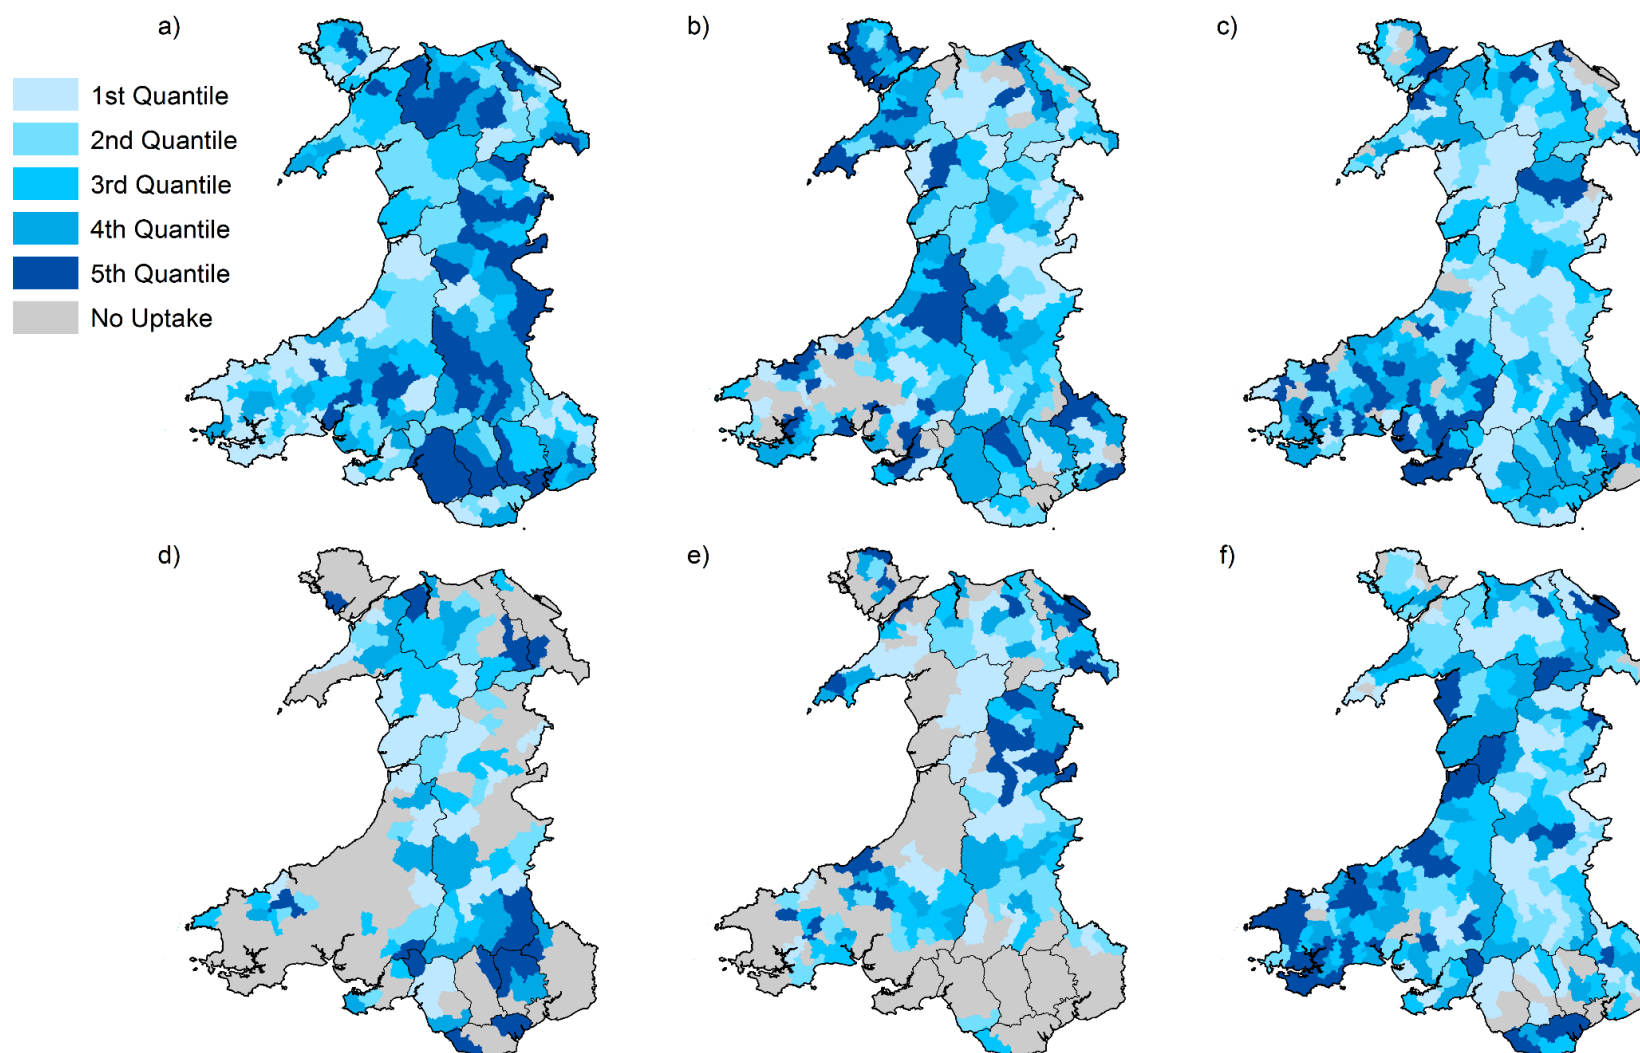 a)
b)
c)
1st Quantile
2nd Quantile
3rd Quantile
4th Quantile
5th Quantile
No Uptake
d)
e)
f)